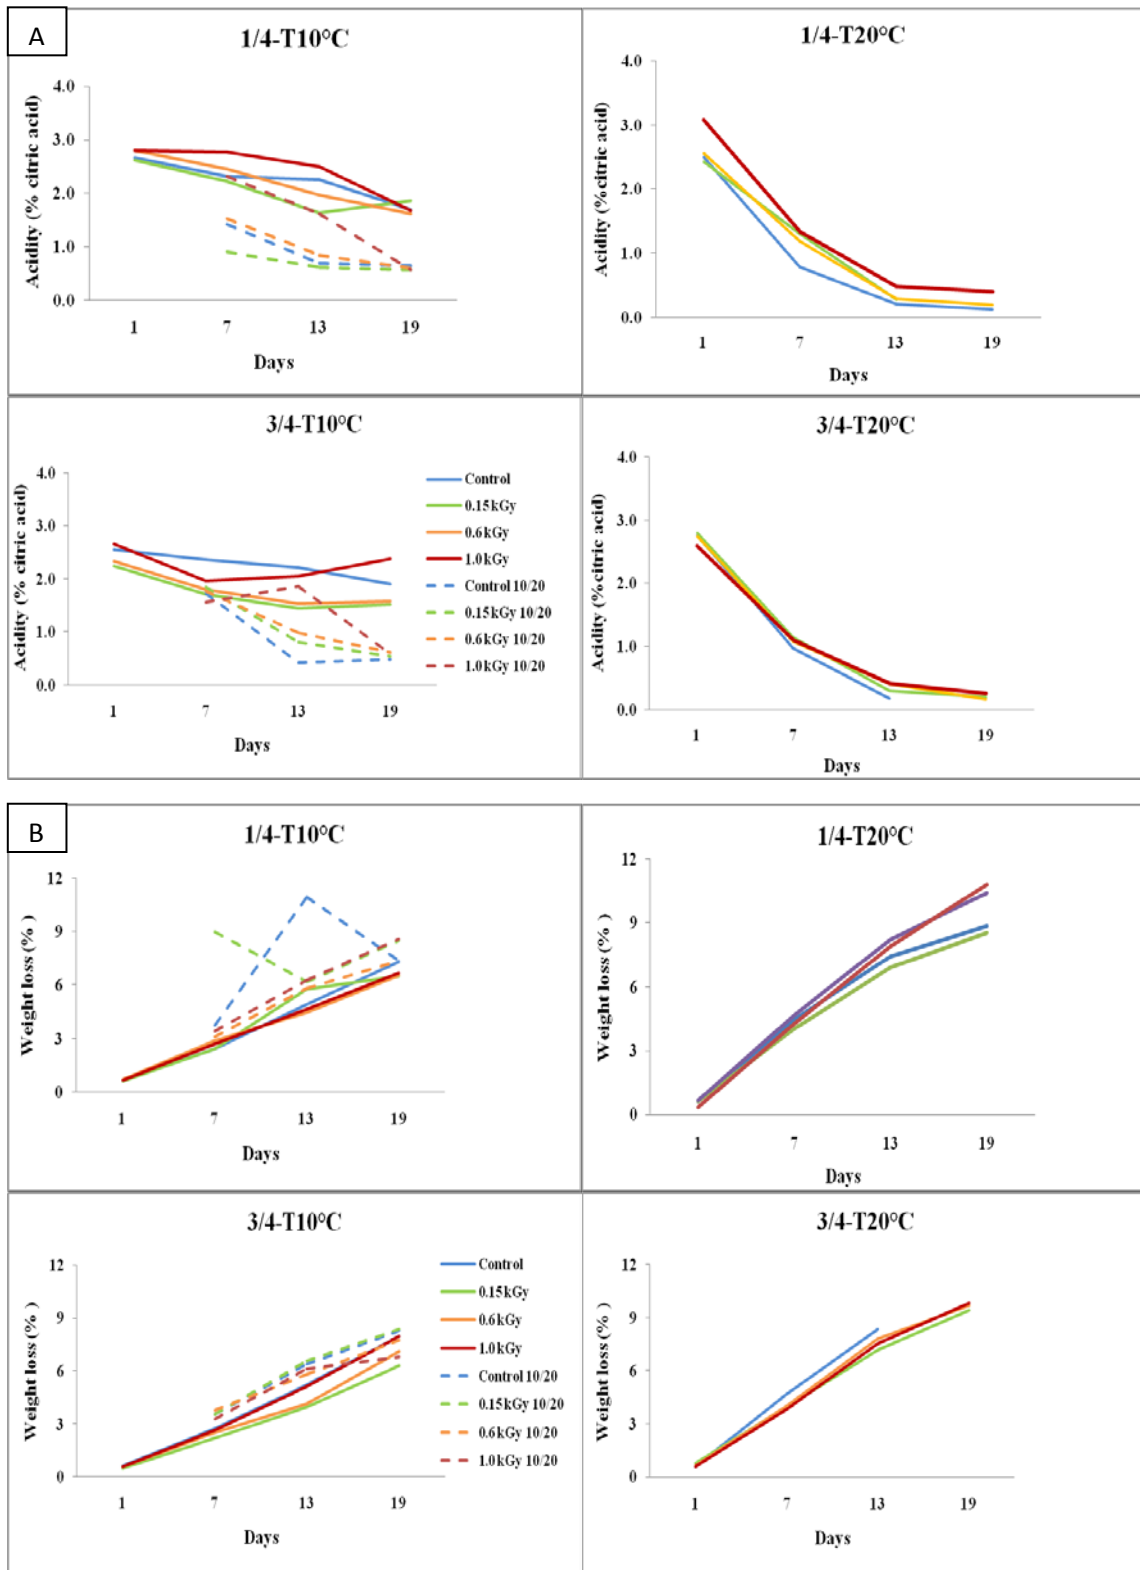 A
1/4-T10°C
4.0
3.0
2.0
1.0
0.0
Acidity (% citric acid)
1 7 13 19
Days
1/4-T20°C
4.0
3.0
2.0
1.0
0.0
Acidity (%citric acid)
1 7 13 19
Days
3/4-T10°C
4.0
3.0
2.0
1.0
0.0
Acidity (% citric acid)
1 7 13 19
Days
Control
0.15kGy
0.6kGy
1.0kGy
Control 10/20
0.15kGy 10/20
0.6kGy 10/20
1.0kGy 10/20
3/4-T20°C
4.0
3.0
2.0
1.0
0.0
Acidity (%citric acid)
1 7 13 19
Days
B
1/4-T10°C
12
9
6
3
0
Weight loss (% )
1 7 13 19
Days
1/4-T20°C
12
9
6
3
0
Weight loss (% )
1 7 13 19
Days
3/4-T10°C
12
9
6
3
0
Weight loss (% )
1 7 13 19
Days
Control
0.15kGy
0.6kGy
1.0kGy
Control 10/20
0.15kGy 10/20
0.6kGy 10/20
1.0kGy 10/20
3/4-T20°C
12
9
6
3
0
Weight loss (% )
1 7 13 19
Days